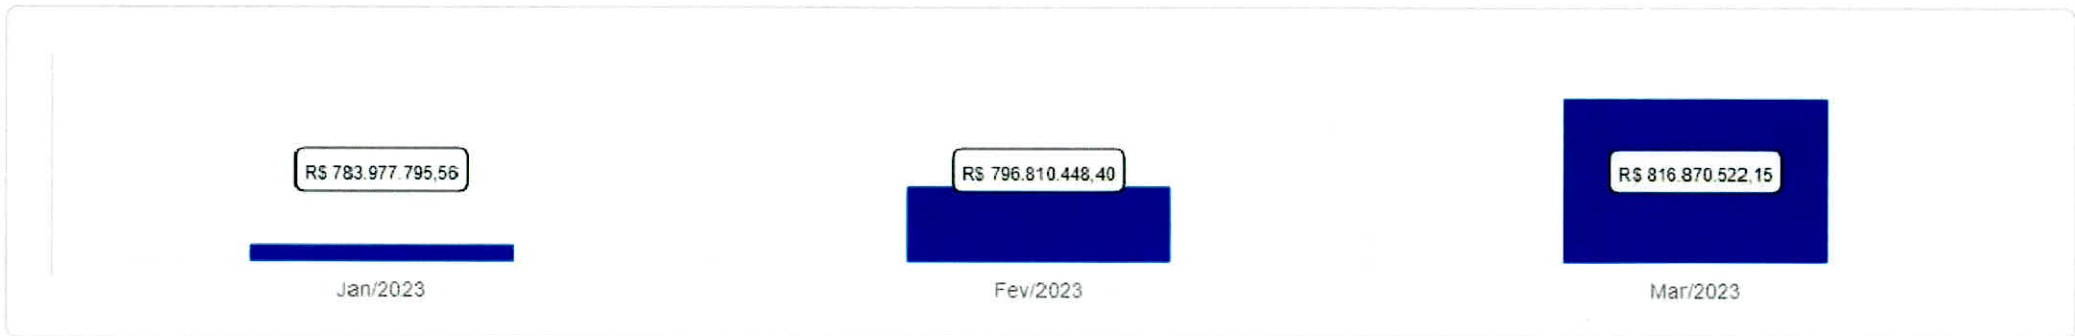 R$ 783.977.795,56
R$ 796.810.448,40
R$ 816.870.522,15
Jan/2023
Fev/2023
Mar/2023